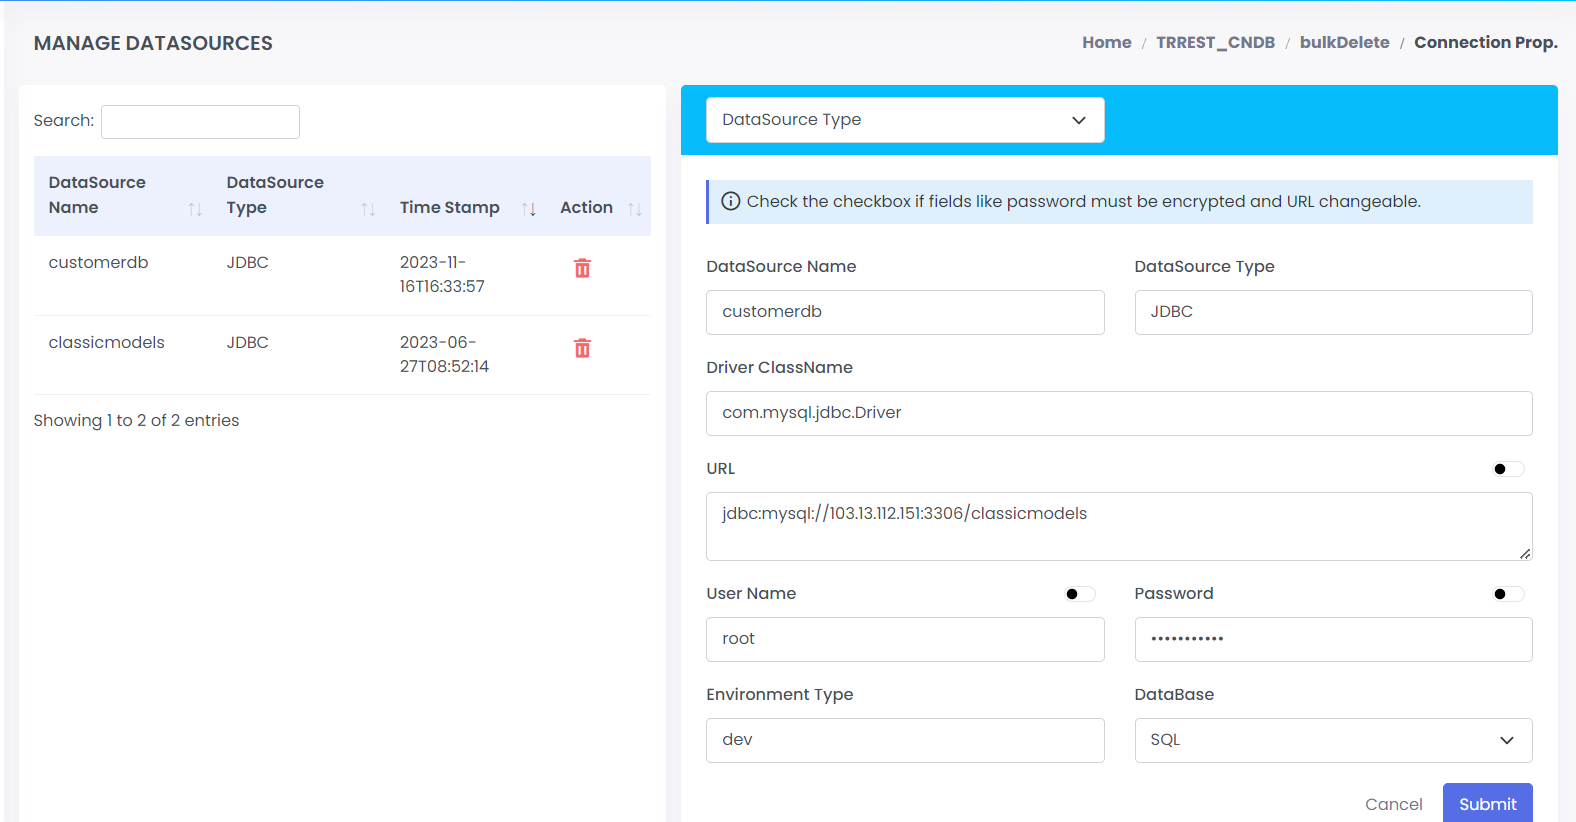 MANAGE DATASOURCES
Home / TRREST_CNDB / bulkDelete / Connection Prop.
Search:
DataSource Name
DataSource Type
Time Stamp
Action
customerdb
JDBC
2023-11-
16T16:33:57
classicmodels
JDBC
2023-06-
27T08:52:14
Showing 1 to 2 of 2 entries
DataSource Type
Check the checkbox if fields like password must be encrypted and URL changeable.
DataSource Name
DataSource Type
customerdb
JDBC
Driver ClassName
com.mysql.jdbc.Driver
URL
jdbc:mysql://103.13.112.151:3306/classicmodels
User Name
Password
root
•••••••••••
Environment Type
DataBase
dev
SQL
Cancel
Submit